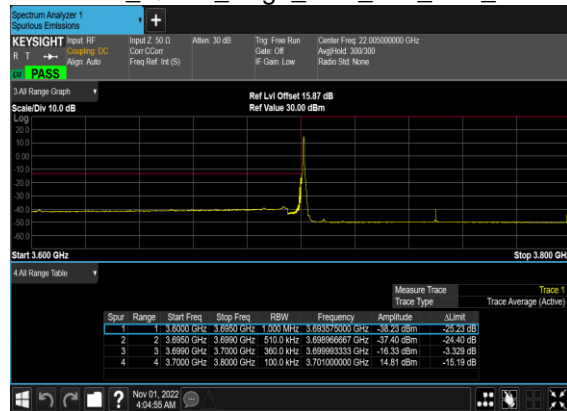 Spectrum Analyzer 1
Spurious Emissions
+
KEYSIGHT Input: RF Input Z: 50 Ω Atten: 30 dB Trig: Free Run Center Freq: 22.005000000 GHz
R T Coupling: DC Corr CCorr Gate: Off Avg|Hold: 300/300
Align: Auto Freq Ref: Int (S) IF Gain: Low Radio Std: None
PASS
3 All Range Graph Ref Lvl Offset 15.87 dB
Scale/Div 10.0 dB Ref Value 30.00 dBm
Log
20.0
10.0
0.00
-10.0
-20.0
-30.0
-40.0
-50.0
-60.0
Start 3.600 GHz Stop 3.800 GH
4 All Range Table
Measure Trace Trace 1
Trace Type Trace Average (Active)
Spur Range Start Freq Stop Freq RBW Frequency Amplitude ΔLimit
1 1 3.6000 GHz 3.6950 GHz 1.000 MHz 3.693575000 GHz -38.23 dBm -25.23 dB
2 2 3.6950 GHz 3.6990 GHz 510.0 kHz 3.698966667 GHz -37.40 dBm -24.40 dB
3 3 3.6990 GHz 3.7000 GHz 360.0 kHz 3.699993333 GHz -16.33 dBm -3.329 dB
4 4 3.7000 GHz 3.8000 GHz 100.0 kHz 3.701000000 GHz 14.81 dBm -15.19 dB
? Nov 01, 2022
4:04:55 AM